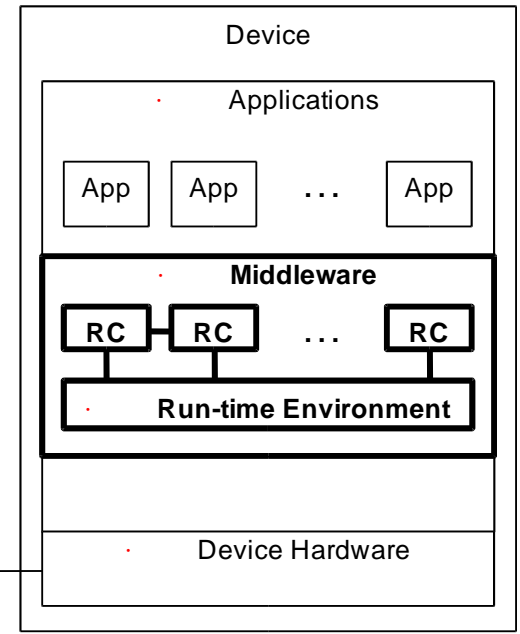 Device
Applications
App App ... App
Middleware
RC RC ... RC
Run-time Environment
Device Hardware